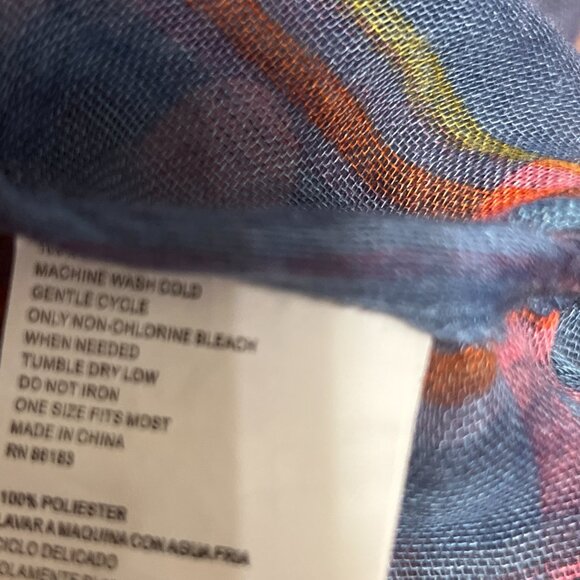 MACHINE WASH COLD
GENTLE CYCLE
ONLY NON-CHLORINE BLEACH
WHEN NEEDED
TUMBLE DRY LOW
DO NOT IRON
ONE SIZE FITS MOST
MADE IN CHINA
RN 86183
100% POLIESTER
LAVAR A MAQUINA CON AGUA FRIA
CICLO DELICADO